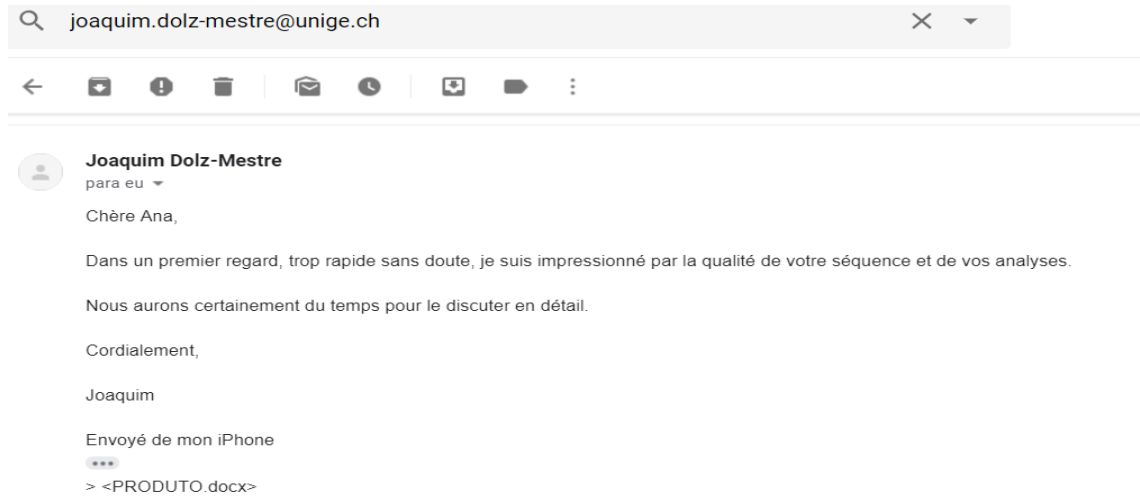 joaquim.dolz-mestre@unige.ch
Joaquim Dolz-Mestre
para eu
Chère Ana,
Dans un premier regard, trop rapide sans doute, je suis impressionné par la qualité de votre séquence et de vos analyses.
Nous aurons certainement du temps pour le discuter en détail.
Cordialement,
Joaquim
Envoyé de mon iPhone
> <PRODUTO.docx>